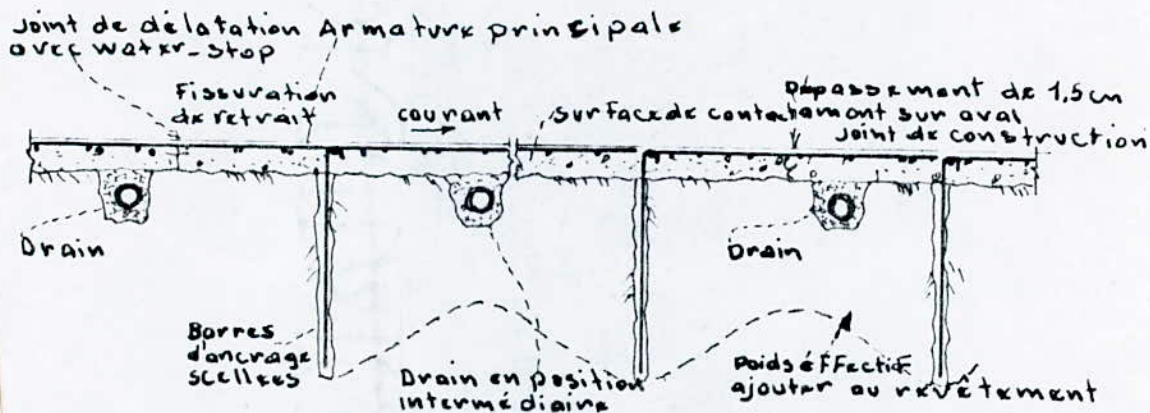 Joint de délatation
avec water-stop
Armature principale
Fissuration
de retrait
courant
surface de contact
Dépassement de 1,5cm
amont sur aval
Joint de construction
Drain
Drain
Barres
d'ancrage
scellées
Drain en position
intermédiaire
Poids éffectif
ajouter au revêtement